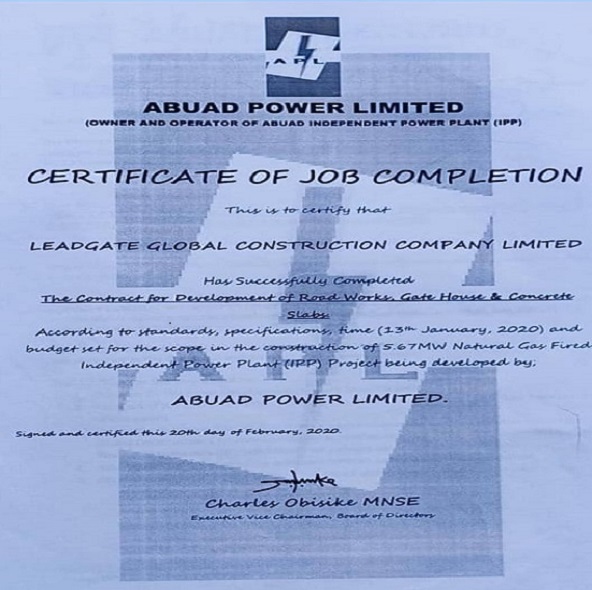 APL
ABUAD POWER LIMITED
(OWNER AND OPERATOR OF ABUAD INDEPENDENT POWER PLANT (IPP)
CERTIFICATE OF JOB COMPLETION
This is to certify that
LEADGATE GLOBAL CONSTRUCTION COMPANY LIMITED
Has Successfully Completed
The Contract for Development of Road Works, Gate House & Concrete
Slabs
According to standards, specifications, time (13th January, 2020) and
budget set for the scope in the construction of 5.67MW Natural Gas Fired
Independent Power Plant (IPP) Project being developed by;
APL
ABUAD POWER LIMITED.
Signed and certified this 20th day of February, 2020.
Charles Obisike MNSE
Executive Vice Chairman, Board of Directors